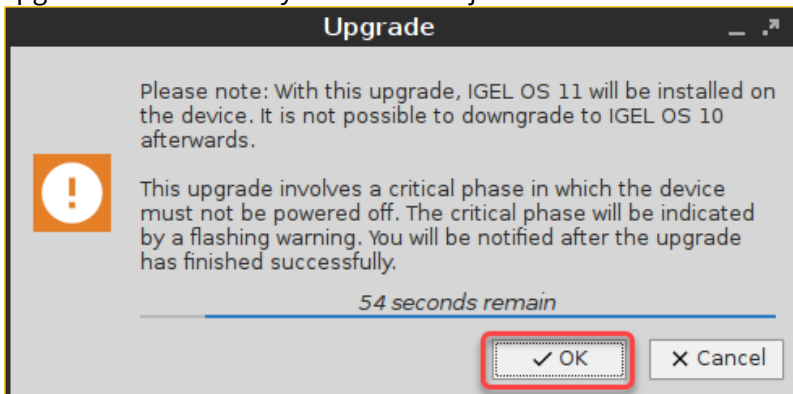 Upgrade
Please note: With this upgrade, IGEL OS 11 will be installed on
the device. It is not possible to downgrade to IGEL OS 10
afterwards.
This upgrade involves a critical phase in which the device
must not be powered off. The critical phase will be indicated
by a flashing warning. You will be notified after the upgrade
has finished successfully.
54 seconds remain
OK
Cancel